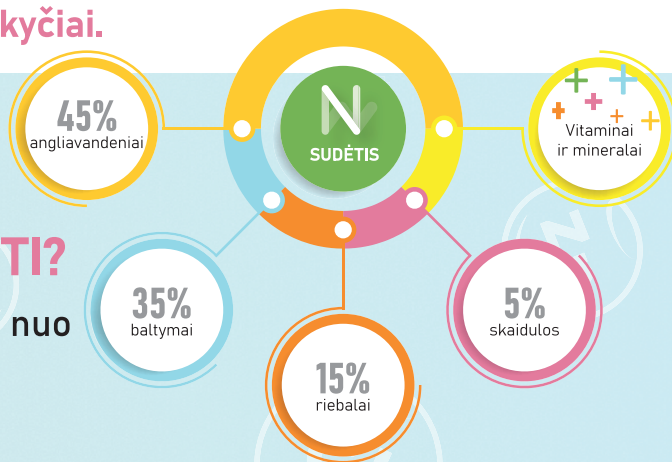 kyčiai.
45%
angliavandeniai
N
SUDĖTIS
Vitaminai
ir mineralai
TI?
nuo
35%
baltymai
15%
riebalai
5%
skaidulos